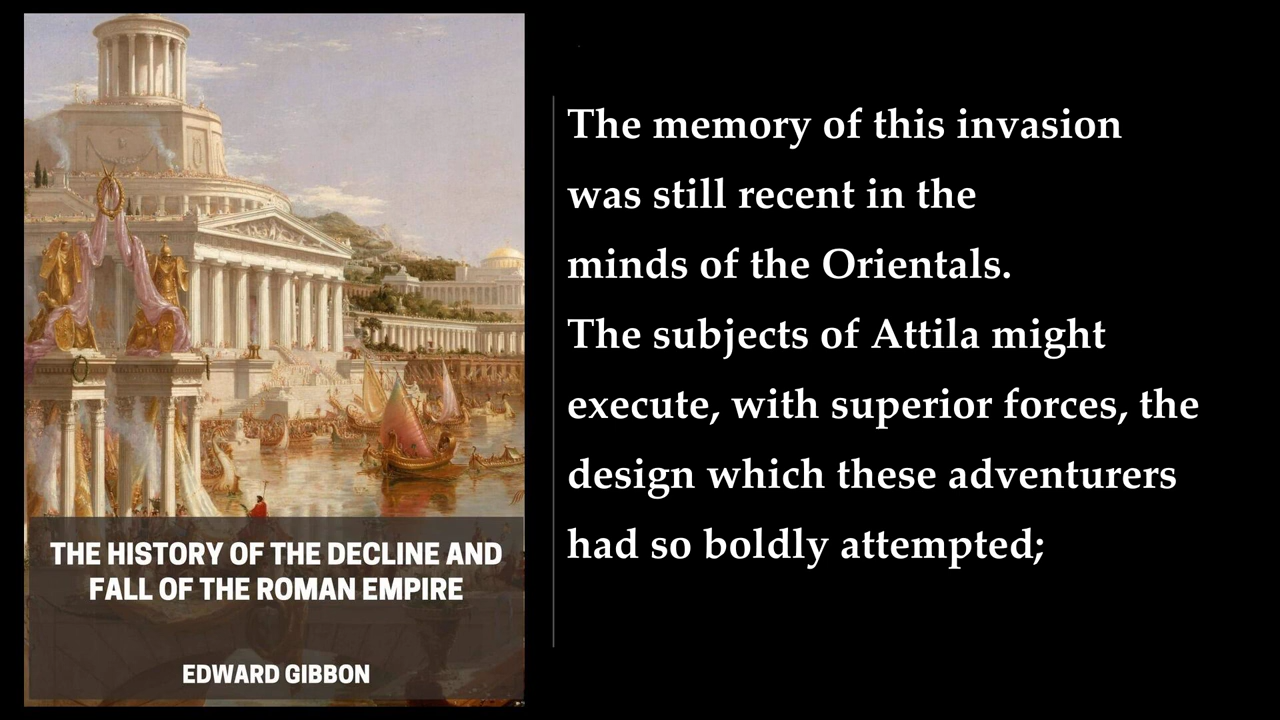 THE HISTORY OF THE DECLINE AND
FALL OF THE ROMAN EMPIRE
EDWARD GIBBON
The memory of this invasion
was still recent in the
minds of the Orientals.
The subjects of Attila might
execute, with superior forces, the
design which these adventurers
had so boldly attempted;